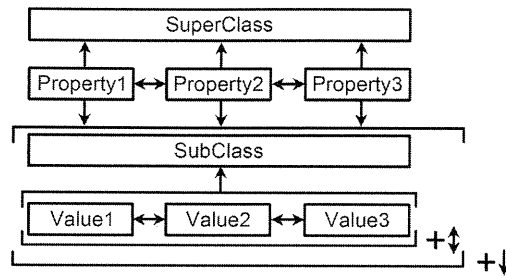 SuperClass
Property1 Property2 Property3
SubClass
Value1 Value2 Value3
+
+